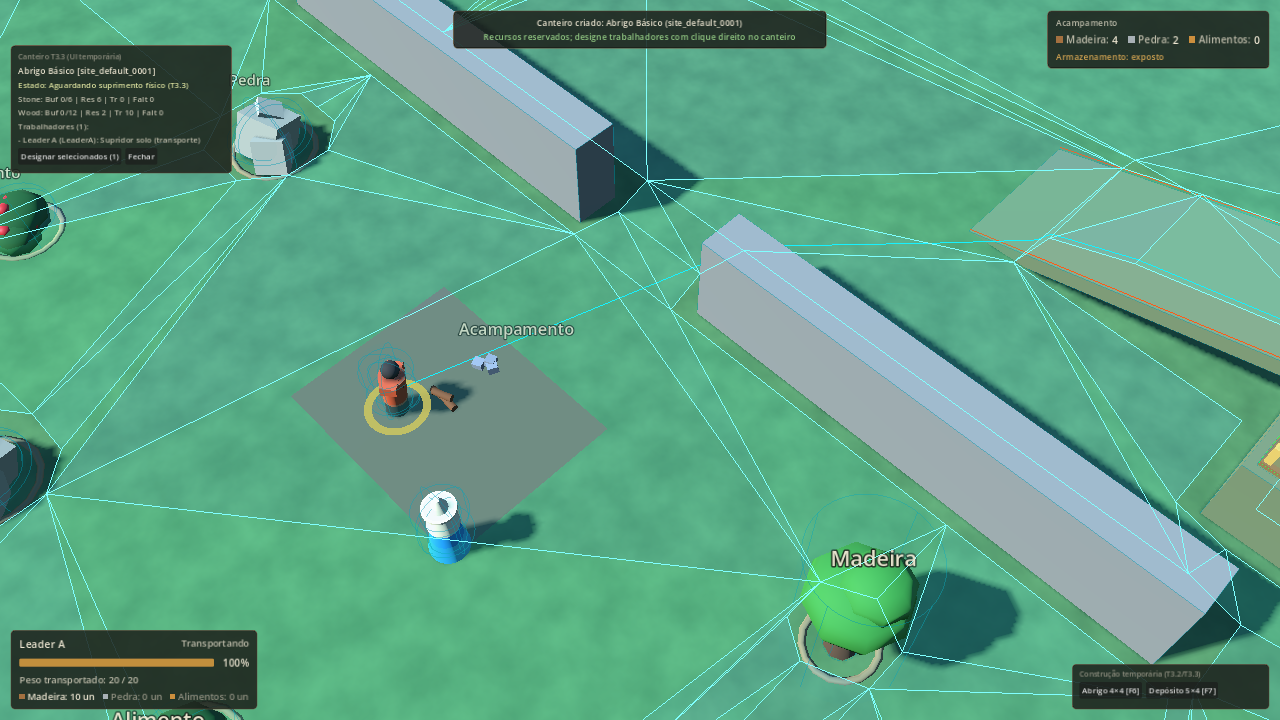 Canteiro criado: Abrigo Básico (site_default_0001)
Recursos reservados; designe trabalhadores com clique direito no canteiro
Acampamento
Madeira: 4 Pedra: 2 Alimentos: 0
Armazenamento: exposto
Canteiro T3.3 (UI temporária)
Abrigo Básico [site_default_0001]
Estado: Aguardando suprimento físico (T3.3)
Stone: Buf 0/6 | Res 6 | Tr 0 | Falt 0
Wood: Buf 0/12 | Res 2 | Tr 10 | Falt 0
Trabalhadores (1):
- Leader A (LeaderA): Supridor solo (transporte)
Designar selecionados (1) Fechar
Pedra
nto
Acampamento
Madeira
Leader A Transportando
100%
Peso transportado: 20 / 20
Madeira: 10 un Pedra: 0 un Alimentos: 0 un
Alimento
Construção temporária (T3.2/T3.3)
Abrigo 4×4 [F6] Depósito 5×4 [F7]